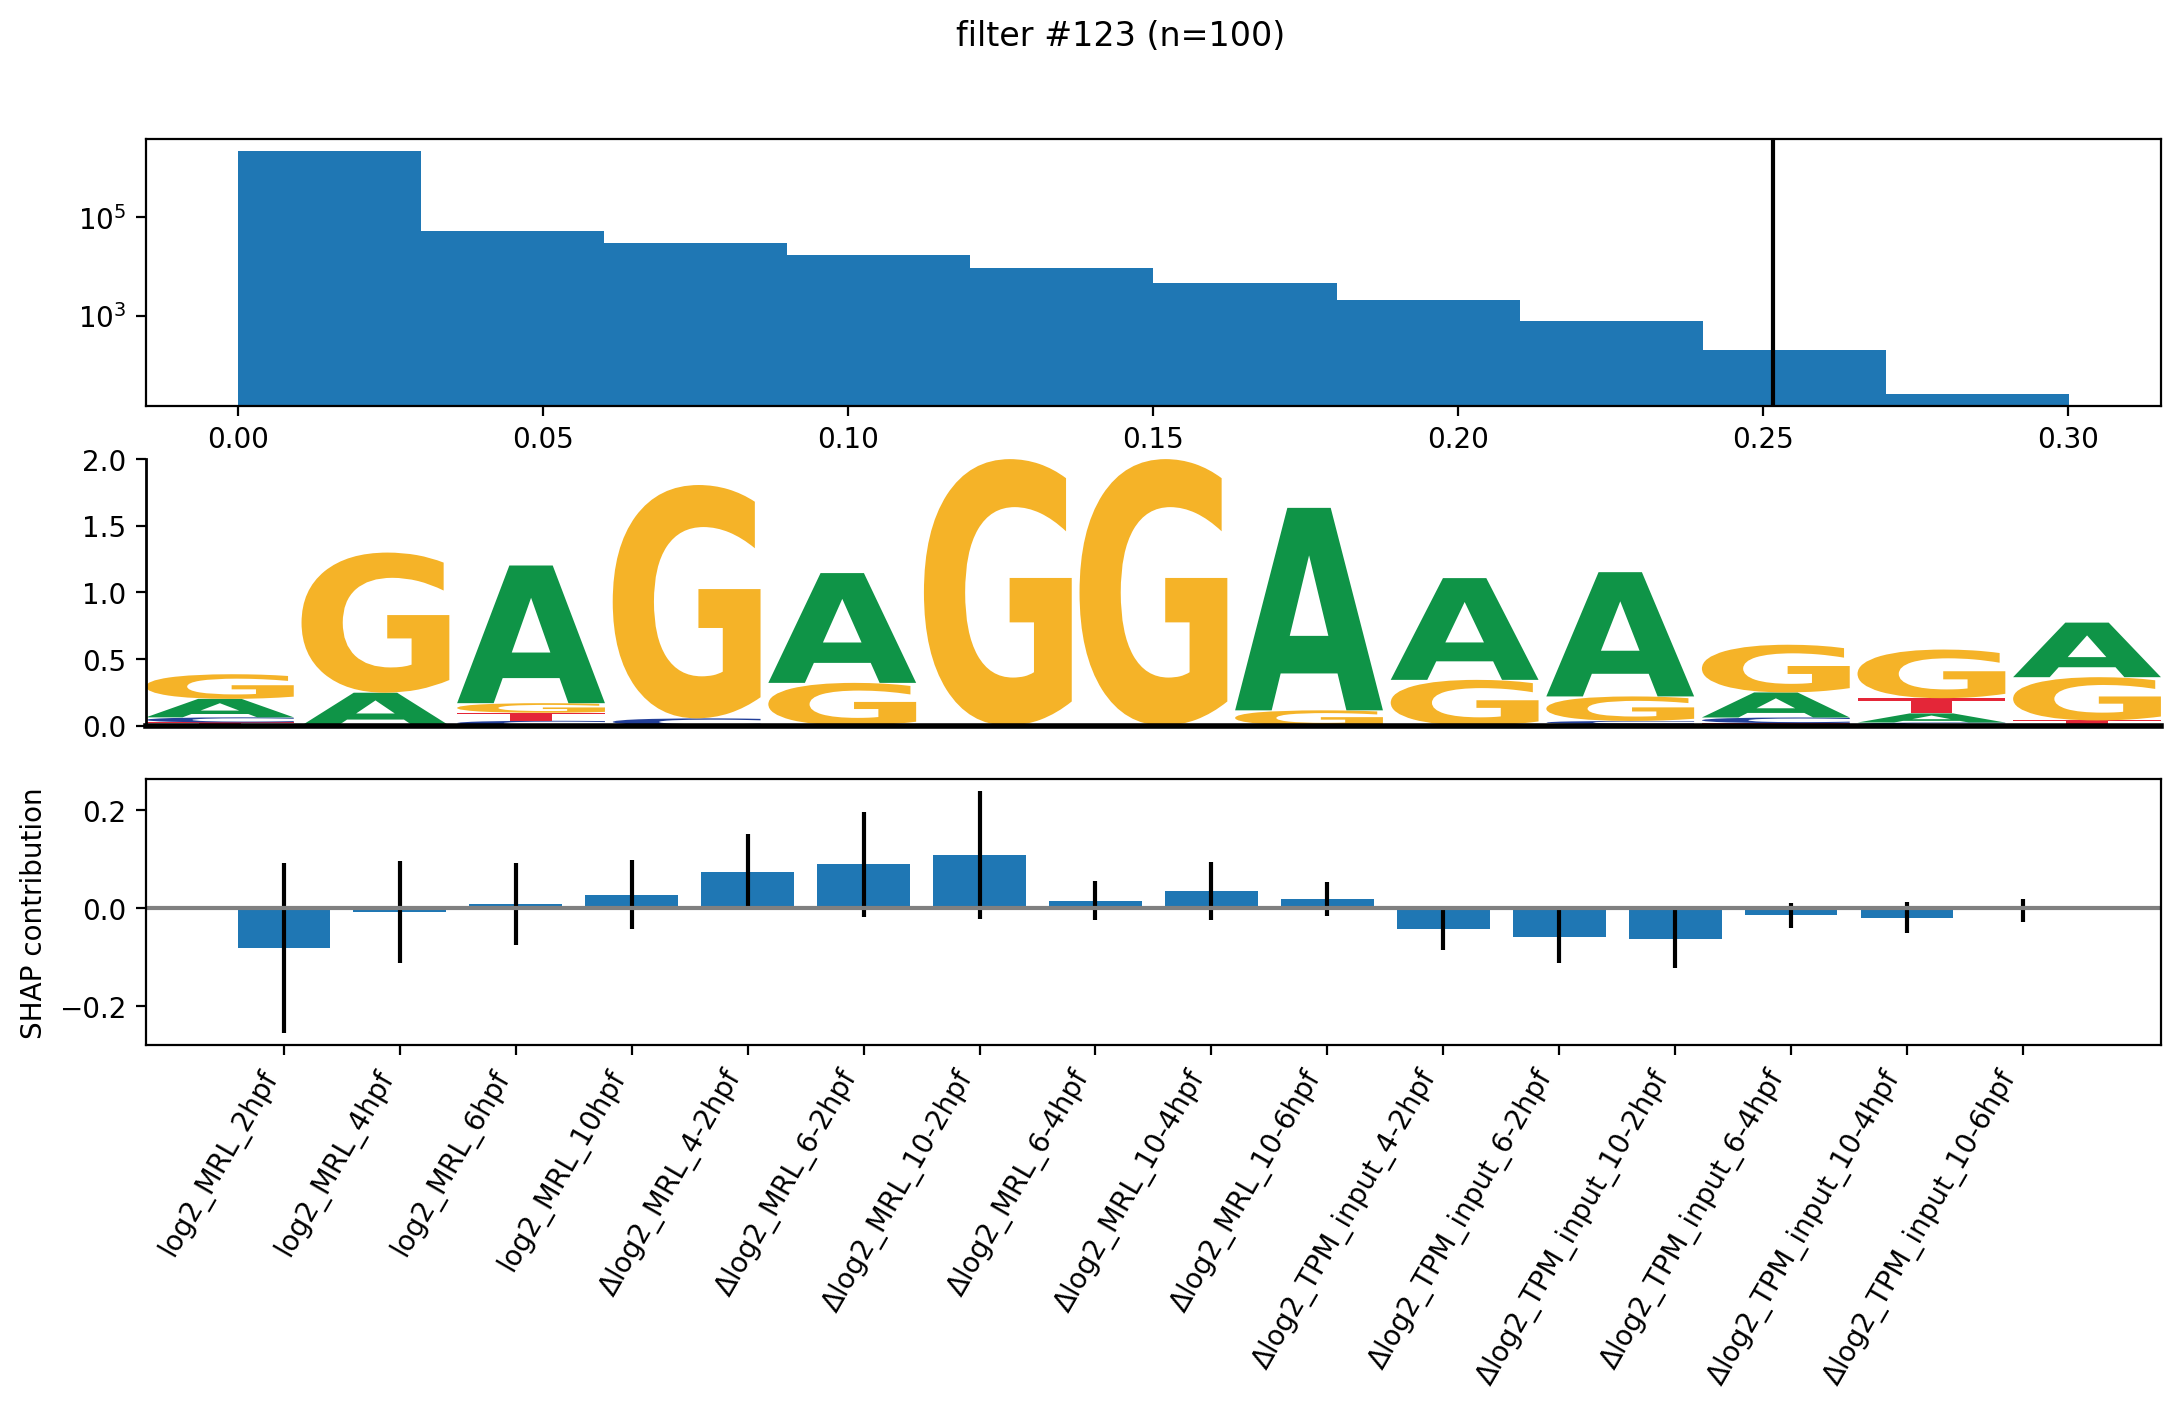 filter #123 (n=100)
10^5
10^3
0.00 0.05 0.10 0.15 0.20 0.25 0.30
2.0
1.5
1.0
0.5
0.0
G G A G A G G A A A G G A
A A G G G G G A T G
C T C C C A T
SHAP contribution
0.2
0.0
−0.2
log2_MRL_2hpf
log2_MRL_4hpf
log2_MRL_6hpf
log2_MRL_10hpf
Δlog2_MRL_4-2hpf
Δlog2_MRL_6-2hpf
Δlog2_MRL_10-2hpf
Δlog2_MRL_6-4hpf
Δlog2_MRL_10-4hpf
Δlog2_MRL_10-6hpf
Δlog2_TPM_input_4-2hpf
Δlog2_TPM_input_6-2hpf
Δlog2_TPM_input_10-2hpf
Δlog2_TPM_input_6-4hpf
Δlog2_TPM_input_10-4hpf
Δlog2_TPM_input_10-6hpf